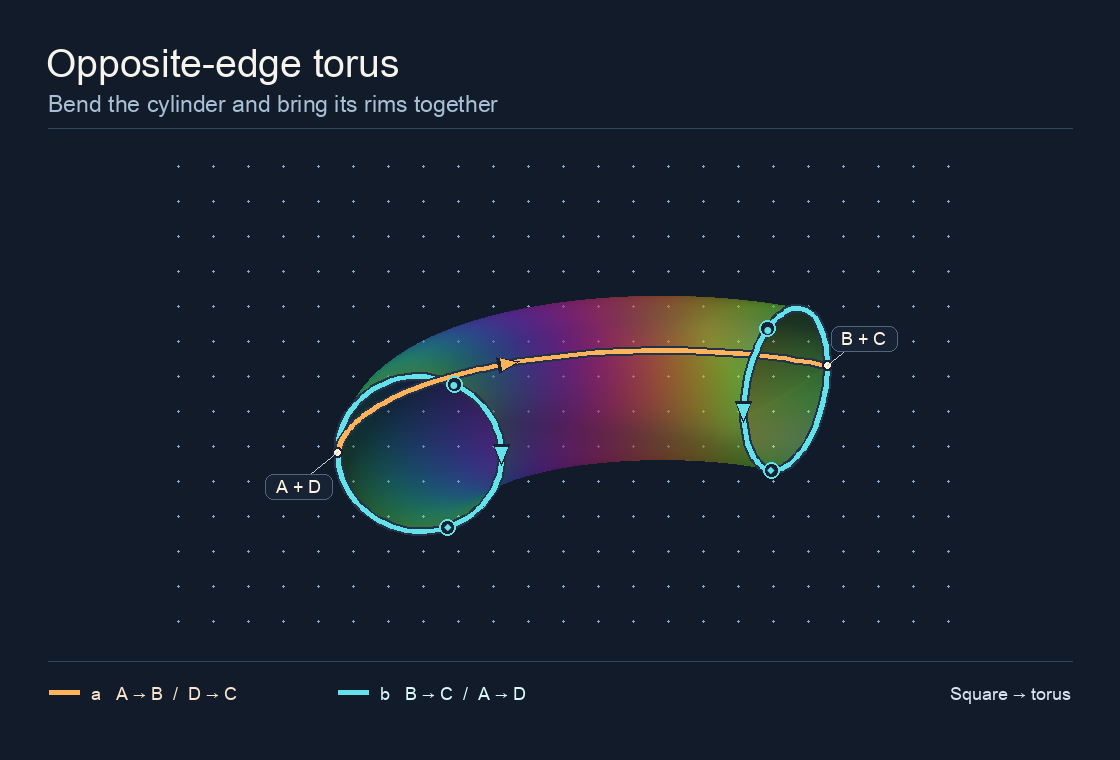 Opposite-edge torus
Bend the cylinder and bring its rims together
B + C
A + D
a A→B / D→C
b B→C / A→D
Square→torus